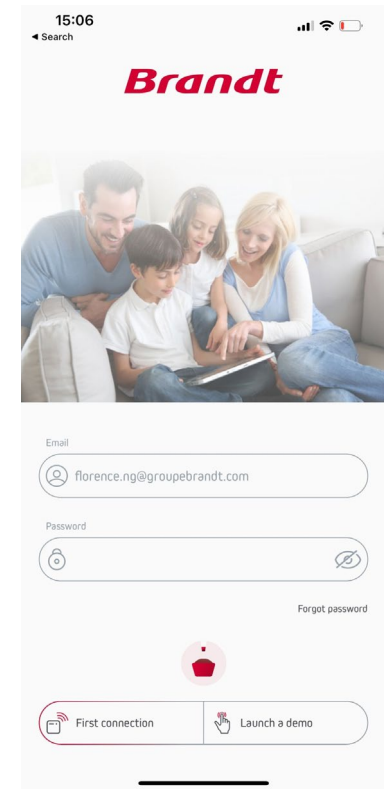 15:06
◀ Search
Brandt
Email
florence.ng@groupebrandt.com
Password
Forgot password
First connection
Launch a demo